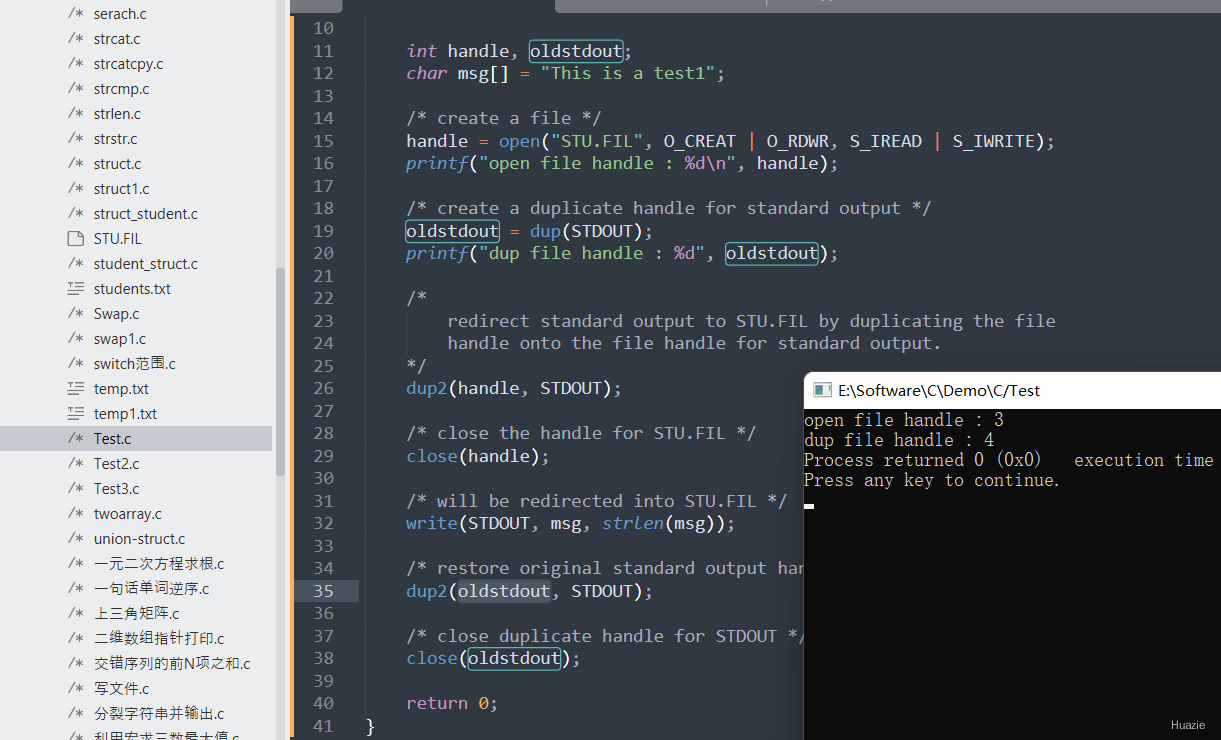 serach.c
strcat.c
strcatcpy.c
strcmp.c
strlen.c
strstr.c
struct.c
struct1.c
struct_student.c
STU.FIL
student_struct.c
students.txt
Swap.c
swap1.c
switch范围.c
temp.txt
temp1.txt
Test.c
Test2.c
Test3.c
twoarray.c
union-struct.c
一元二次方程求根.c
一句话单词逆序.c
上三角矩阵.c
二维数组指针打印.c
交错序列的前N项之和.c
写文件.c
分裂字符串并输出.c
利用宏求三数最大值.c
10
11 int handle, oldstdout;
12 char msg[] = "This is a test1";
13
14 /* create a file */
15 handle = open("STU.FIL", O_CREAT | O_RDWR, S_IREAD | S_IWRITE);
16 printf("open file handle : %d\n", handle);
17
18 /* create a duplicate handle for standard output */
19 oldstdout = dup(STDOUT);
20 printf("dup file handle : %d", oldstdout);
21
22 /*
23 redirect standard output to STU.FIL by duplicating the file
24 handle onto the file handle for standard output.
25 */
26 dup2(handle, STDOUT);
27
28 /* close the handle for STU.FIL */
29 close(handle);
30
31 /* will be redirected into STU.FIL */
32 write(STDOUT, msg, strlen(msg));
33
34 /* restore original standard output han
35 dup2(oldstdout, STDOUT);
36
37 /* close duplicate handle for STDOUT */
38 close(oldstdout);
39
40 return 0;
41 }
E:\Software\C\Demo\C/Test
open file handle : 3
dup file handle : 4
Process returned 0 (0x0) execution time
Press any key to continue.
Huazie